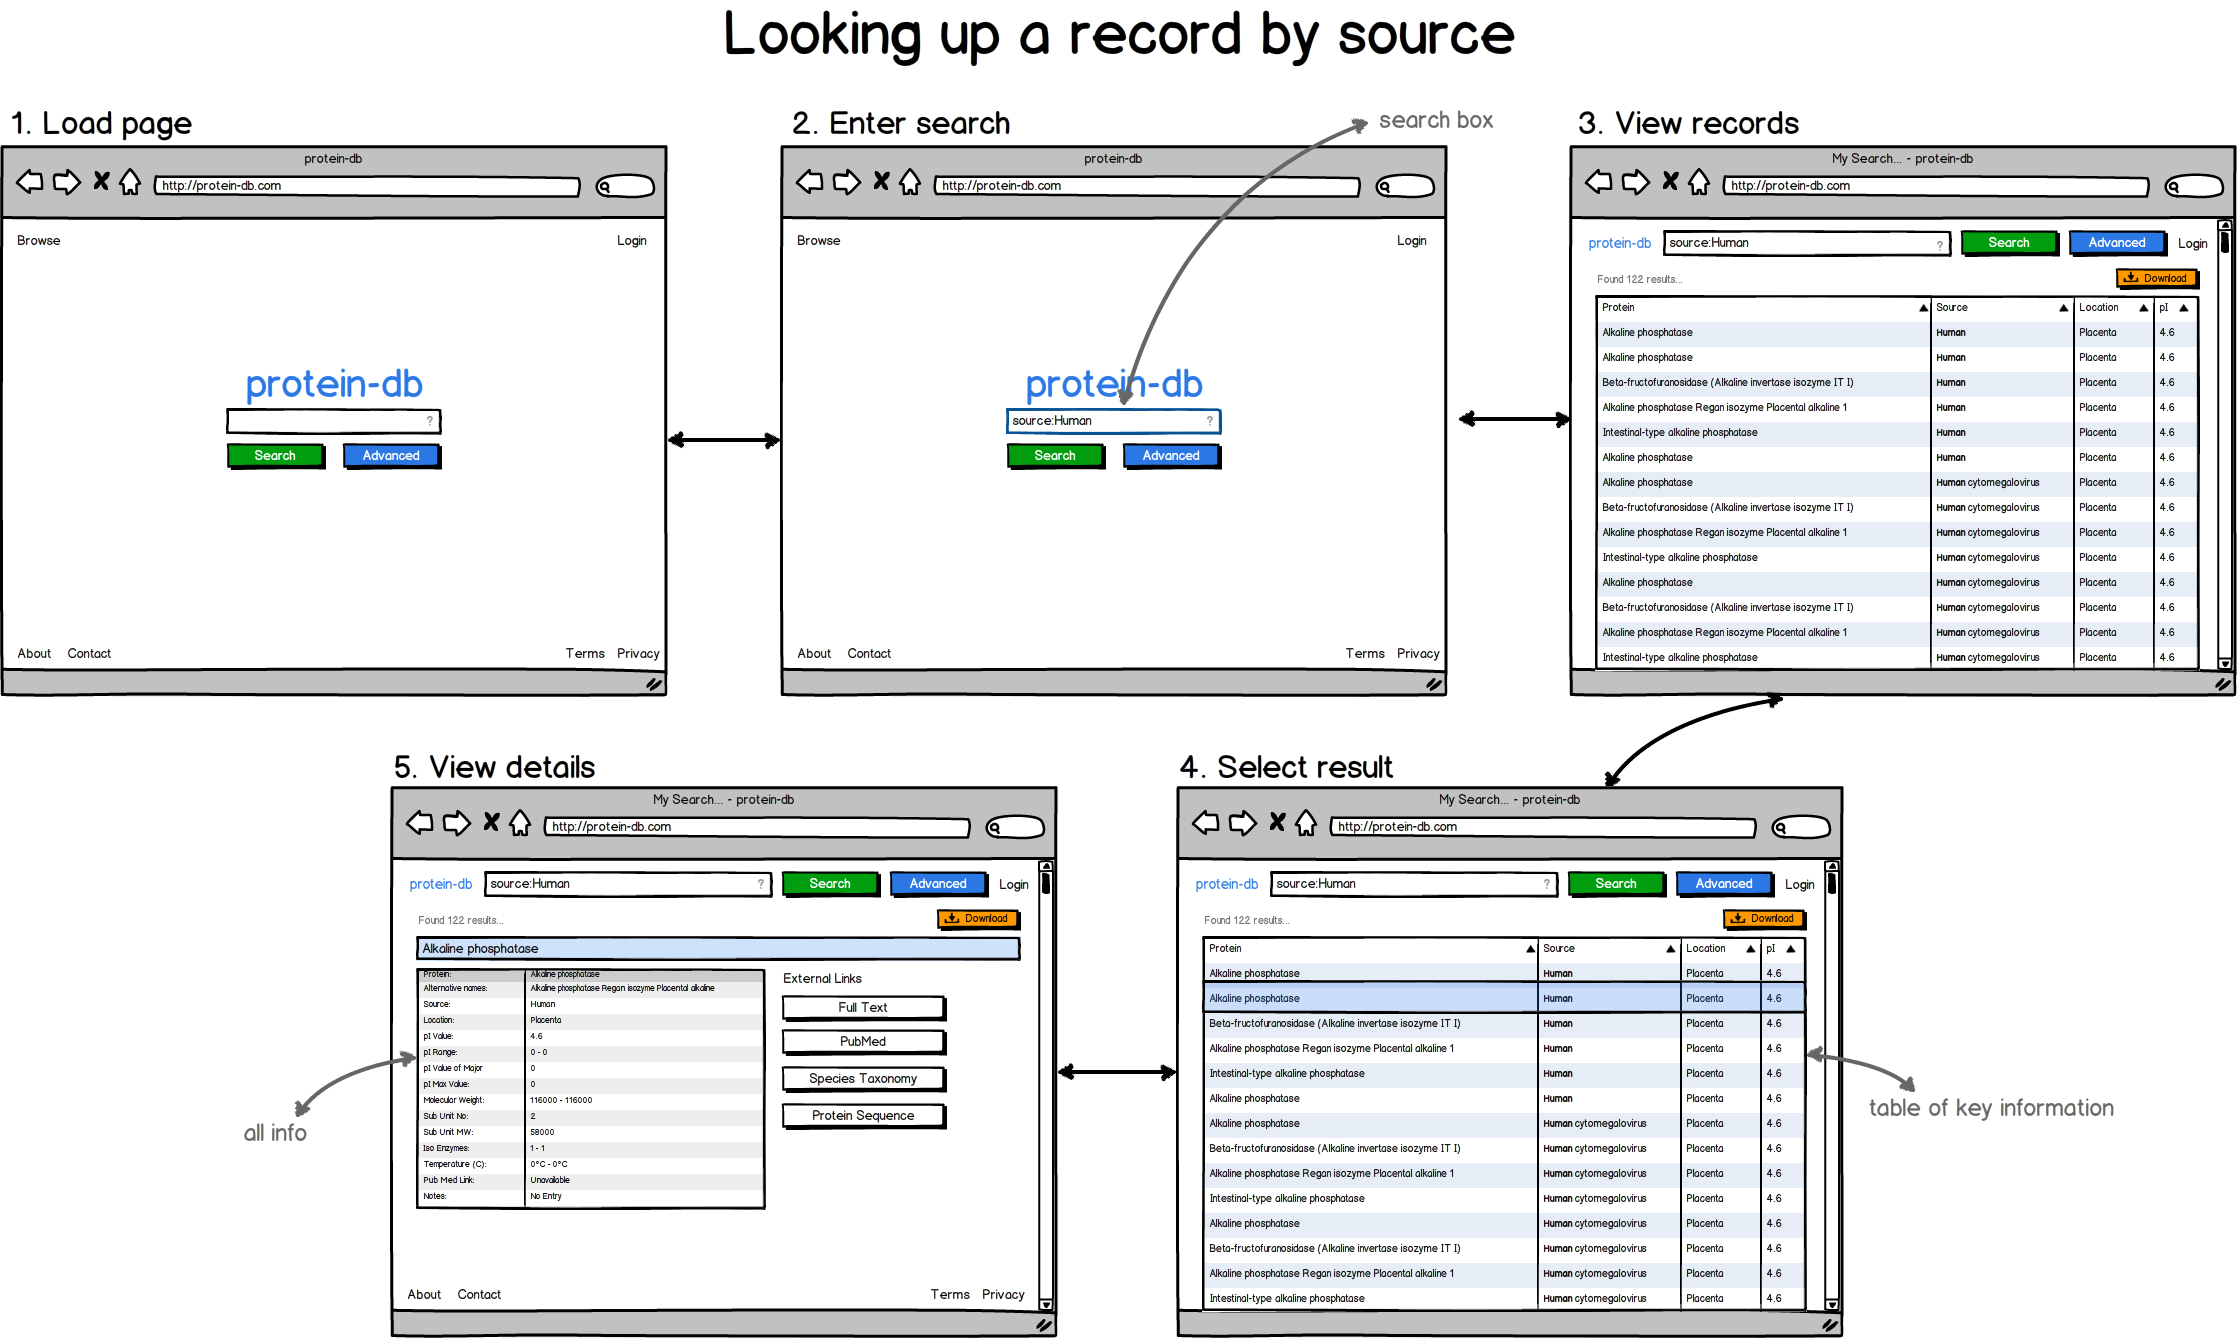 Looking up a record by source
1. Load page
protein-db
http://protein-db.com
Browse Login
protein-db
?
Search Advanced
About Contact Terms Privacy
2. Enter search
search box
protein-db
http://protein-db.com
Browse Login
protein-db
source:Human ?
Search Advanced
About Contact Terms Privacy
3. View records
My Search... - protein-db
http://protein-db.com
protein-db source:Human ? Search Advanced Login
Found 122 results... Download
Protein Source Location pI
Alkaline phosphatase Human Placenta 4.6
Alkaline phosphatase Human Placenta 4.6
Beta-fructofuranosidase (Alkaline invertase isozyme IT I) Human Placenta 4.6
Alkaline phosphatase Regan isozyme Placental alkaline 1 Human Placenta 4.6
Intestinal-type alkaline phosphatase Human Placenta 4.6
Alkaline phosphatase Human Placenta 4.6
Alkaline phosphatase Human cytomegalovirus Placenta 4.6
Beta-fructofuranosidase (Alkaline invertase isozyme IT I) Human cytomegalovirus Placenta 4.6
Alkaline phosphatase Regan isozyme Placental alkaline 1 Human cytomegalovirus Placenta 4.6
Intestinal-type alkaline phosphatase Human cytomegalovirus Placenta 4.6
Alkaline phosphatase Human cytomegalovirus Placenta 4.6
Beta-fructofuranosidase (Alkaline invertase isozyme IT I) Human cytomegalovirus Placenta 4.6
Alkaline phosphatase Regan isozyme Placental alkaline 1 Human cytomegalovirus Placenta 4.6
Intestinal-type alkaline phosphatase Human cytomegalovirus Placenta 4.6
4. Select result
My Search... - protein-db
http://protein-db.com
protein-db source:Human ? Search Advanced Login
Found 122 results... Download
Protein Source Location pI
Alkaline phosphatase Human Placenta 4.6
Alkaline phosphatase Human Placenta 4.6
Beta-fructofuranosidase (Alkaline invertase isozyme IT I) Human Placenta 4.6
Alkaline phosphatase Regan isozyme Placental alkaline 1 Human Placenta 4.6
Intestinal-type alkaline phosphatase Human Placenta 4.6
Alkaline phosphatase Human Placenta 4.6
Alkaline phosphatase Human cytomegalovirus Placenta 4.6
Beta-fructofuranosidase (Alkaline invertase isozyme IT I) Human cytomegalovirus Placenta 4.6
Alkaline phosphatase Regan isozyme Placental alkaline 1 Human cytomegalovirus Placenta 4.6
Intestinal-type alkaline phosphatase Human cytomegalovirus Placenta 4.6
Alkaline phosphatase Human cytomegalovirus Placenta 4.6
Beta-fructofuranosidase (Alkaline invertase isozyme IT I) Human cytomegalovirus Placenta 4.6
Alkaline phosphatase Regan isozyme Placental alkaline 1 Human cytomegalovirus Placenta 4.6
Intestinal-type alkaline phosphatase Human cytomegalovirus Placenta 4.6
table of key information
5. View details
My Search... - protein-db
http://protein-db.com
protein-db source:Human ? Search Advanced Login
Found 122 results... Download
Alkaline phosphatase
Protein: Alkaline phosphatase
Alternative names: Alkaline phosphatase Regan isozyme Placental alkaline
Source: Human
Location: Placenta
pI Value: 4.6
pI Range: 0 - 0
pI Value of Major 0
pI Max Value: 0
Molecular Weight: 116000 - 116000
Sub Unit No: 2
Sub Unit MW: 58000
Iso Enzymes: 1 - 1
Temperature (C): 0°C - 0°C
Pub Med Link: Unavailable
Notes: No Entry
External Links
Full Text
PubMed
Species Taxonomy
Protein Sequence
all info
About Contact Terms Privacy